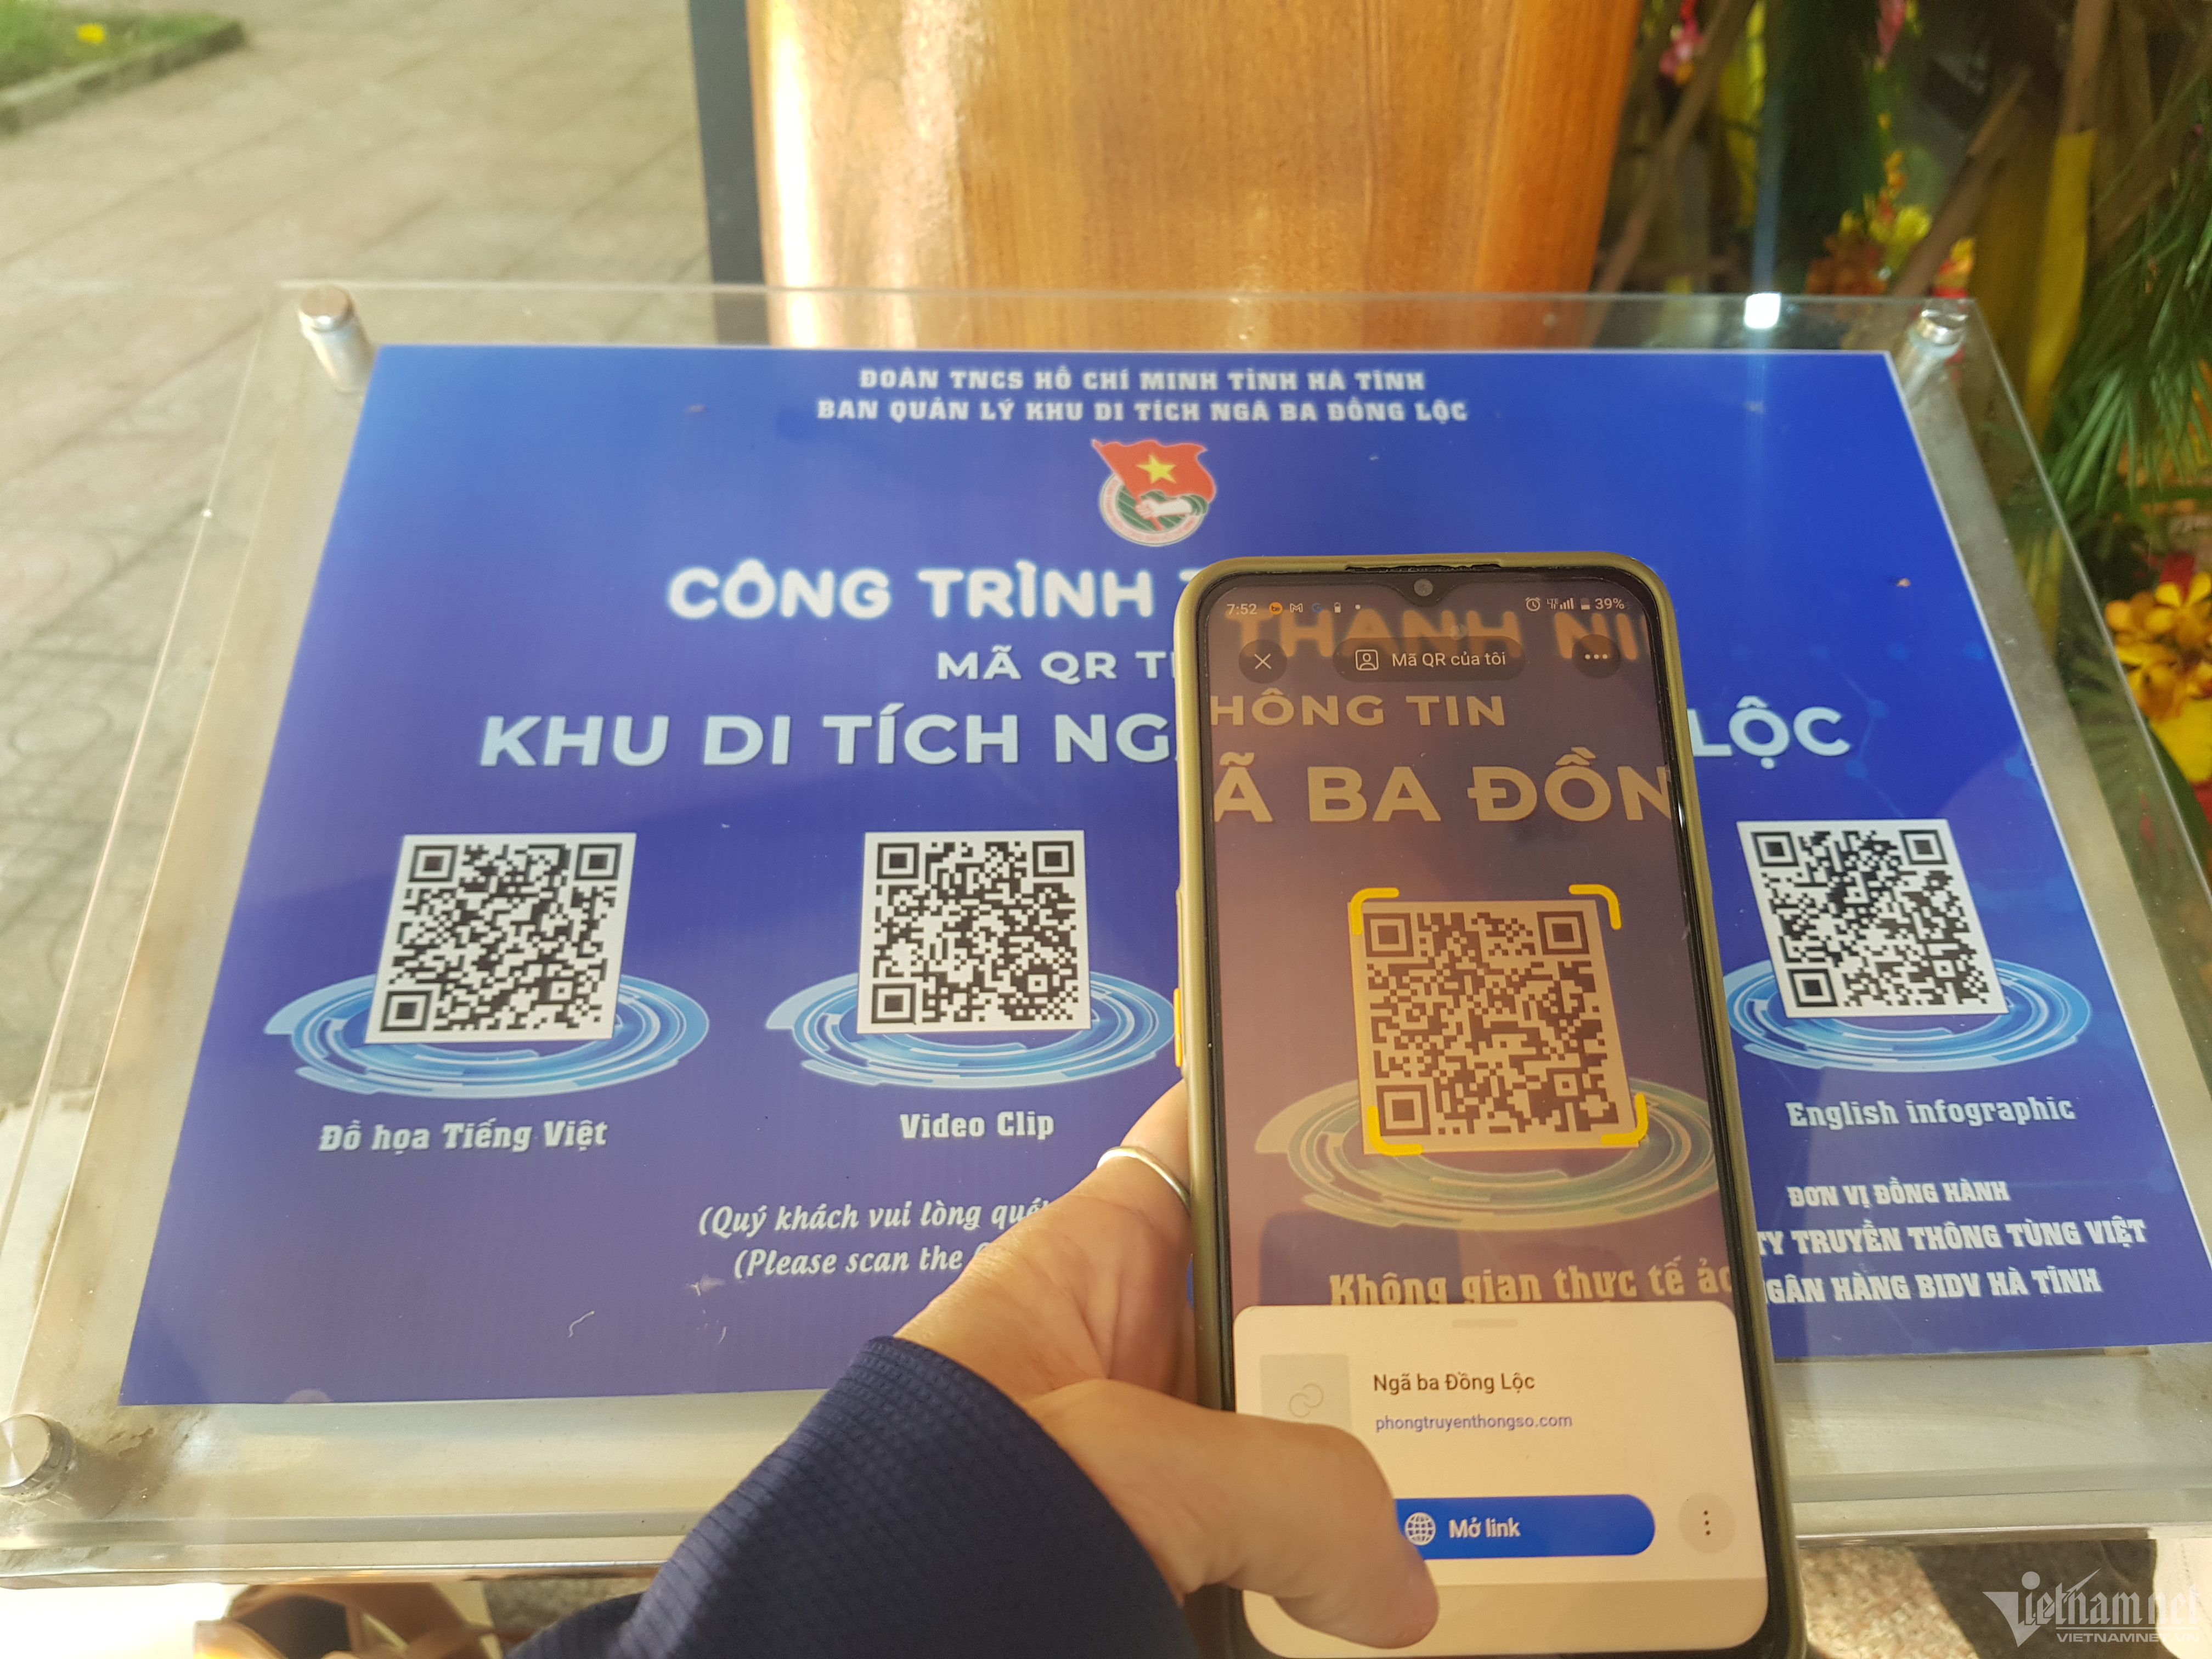 ĐOÀN TNCS HỒ CHÍ MINH TỈNH HÀ TĨNH
BAN QUẢN LÝ KHU DI TÍCH NGÃ BA ĐỒNG LỘC
CÔNG TRÌNH
MÃ QR
KHU DI TÍCH NG
LỘC
7:52
39%
THANH NI
Mã QR của tôi
HÔNG TIN
Ã BA ĐỒN
Không gian thực tế ả
Ngã ba Đồng Lộc
phongtruyenthongso.com
Mở link
Đồ họa Tiếng Việt
Video Clip
English infographic
(Quý khách vui lòng qué
(Please scan the
ĐƠN VỊ ĐỒNG HÀNH
TY TRUYỀN THÔNG TÙNG VIỆT
GÂN HÀNG BIDV HÀ TĨNH
Vietnamnet
VIETNAMNET.VN